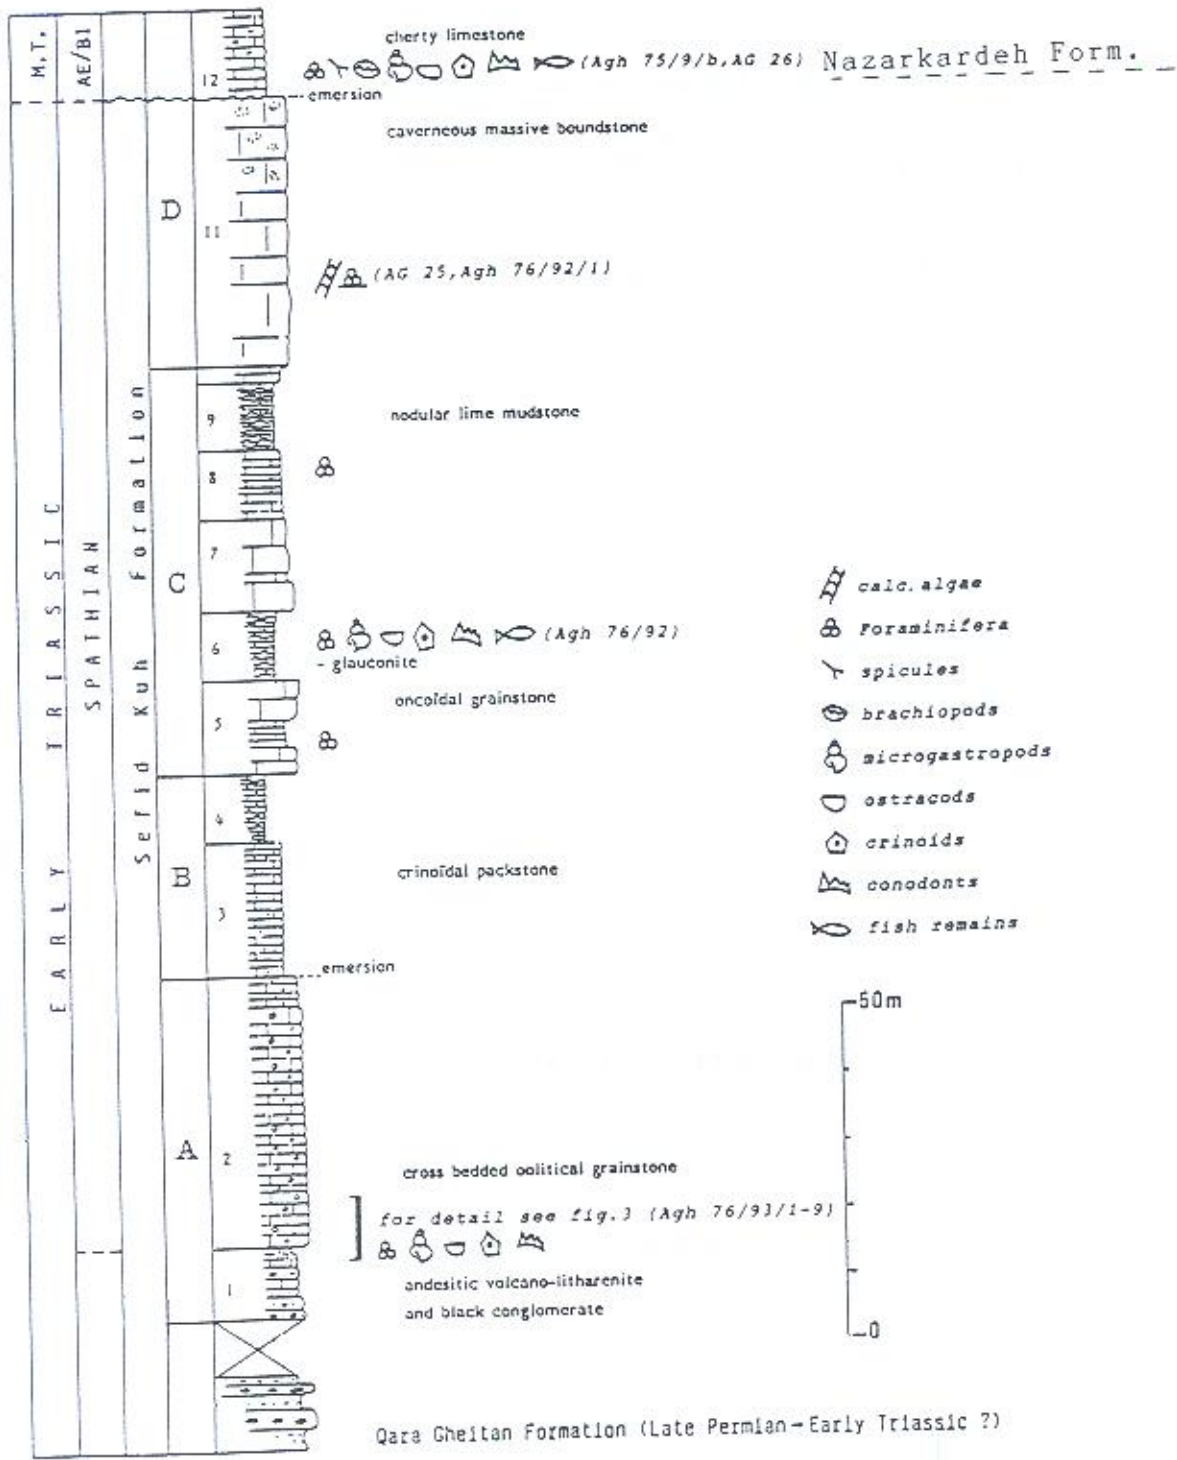 cherty limestone
(Agh 75/9/b,AG 26) Nazarkardeh Form.
emersion
caverneous massive boundstone
(AG 25,Agh 76/92/1)
nodular lime mudstone
(Agh 76/92)
- glauconite
oncoïdal grainstone
crinoïdal packstone
emersion
cross bedded oolitical grainstone
for detail see fig.3 (Agh 76/93/1-9)
andesitic volcano-litharenite
and black conglomerate
Qara Gheitan Formation (Late Permian→Early Triassic ?)
M.T.
AE/BI
EARLY TRIASSIC
SPATHIAN
Sefid Kuh Formation
D
C
B
A
12
11
9
8
7
6
5
4
3
2
1
calc. algae
Foraminifera
spicules
brachiopods
microgastropods
ostracods
crinoids
conodonts
fish remains
50m
0